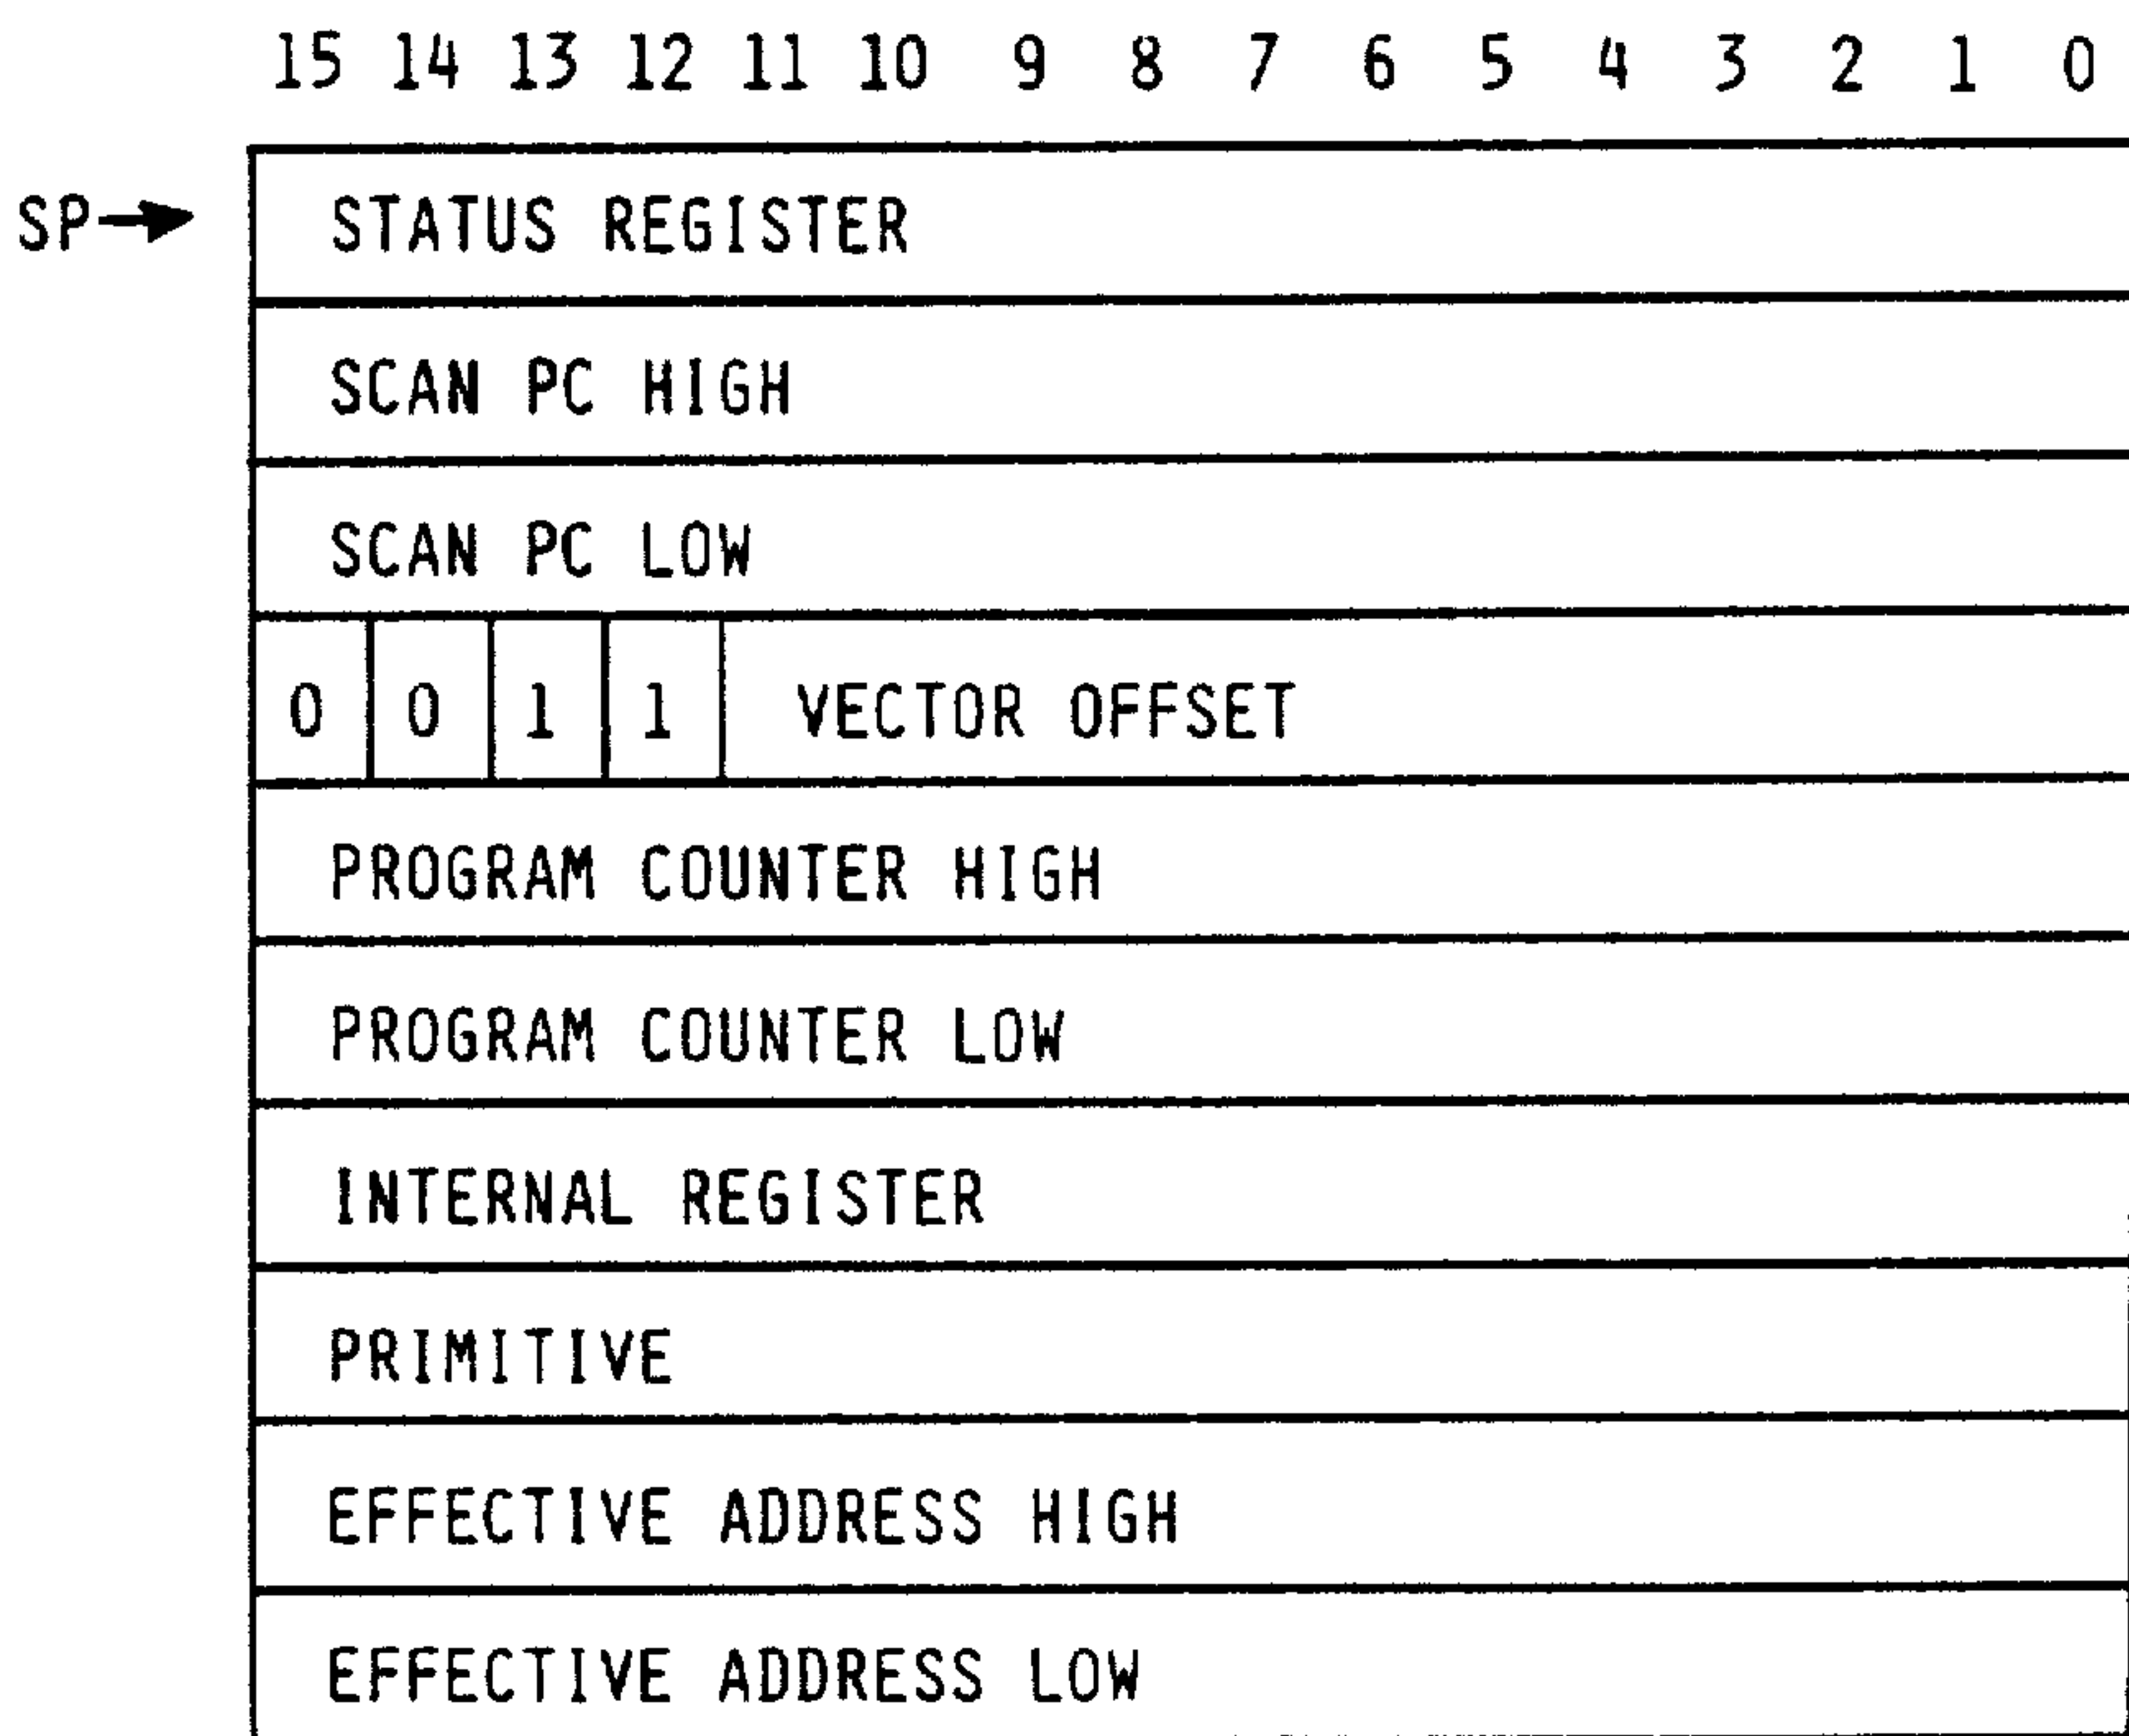 15 14 13 12 11 10 9 8 7 6 5 4 3 2 1 0
SP STATUS REGISTER
SCAN PC HIGH
SCAN PC LOW
0 0 1 1 VECTOR OFFSET
PROGRAM COUNTER HIGH
PROGRAM COUNTER LOW
INTERNAL REGISTER
PRIMITIVE
EFFECTIVE ADDRESS HIGH
EFFECTIVE ADDRESS LOW